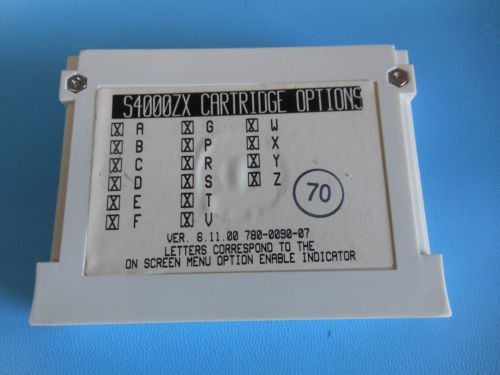 S4000ZX CARTRIDGE OPTIONS
☒ A ☒ G ☒ W
☒ B ☒ P ☒ X
☒ C ☒ R ☒ Y
☒ D ☒ S ☒ Z
☒ E ☒ T
☒ F ☒ V
70
VER. 6.11.00 780-0090-07
LETTERS CORRESPOND TO THE
ON SCREEN MENU OPTION ENABLE INDICATOR